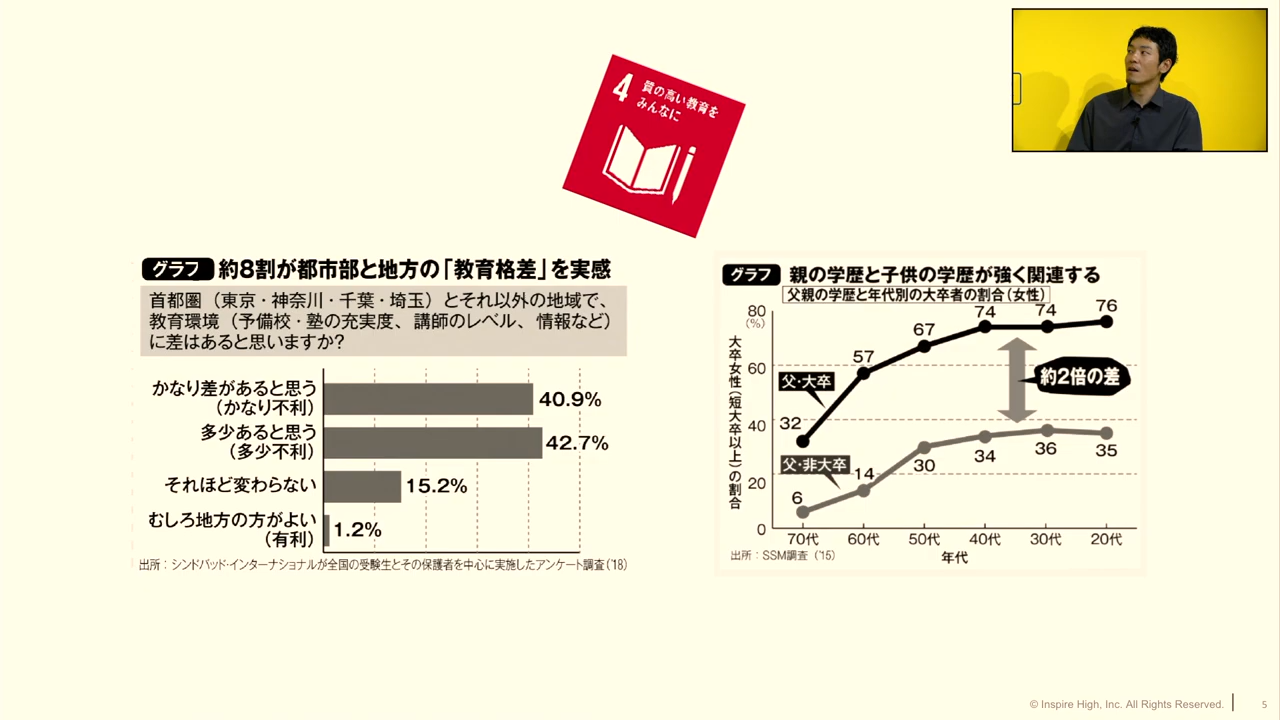 4 質の高い教育を
みんなに
グラフ 約8割が都市部と地方の「教育格差」を実感
首都圏（東京・神奈川・千葉・埼玉）とそれ以外の地域で、
教育環境（予備校・塾の充実度、講師のレベル、情報など）
に差はあると思いますか?
かなり差があると思う
（かなり不利）
40.9%
多少あると思う
（多少不利）
42.7%
それほど変わらない
15.2%
むしろ地方の方がよい
（有利）
1.2%
出所：シンドバッド・インターナショナルが全国の受験生とその保護者を中心に実施したアンケート調査（'18）
グラフ 親の学歴と子供の学歴が強く関連する
父親の学歴と年代別の大卒者の割合（女性）
80
(%)
60
40
20
0
大卒女性（短大卒以上）の割合
父・大卒
32
57
67
74
74
76
約2倍の差
父・非大卒
6
14
30
34
36
35
70代 60代 50代 40代 30代 20代
年代
出所：SSM調査（'15）
© Inspire High, Inc. All Rights Reserved.
5